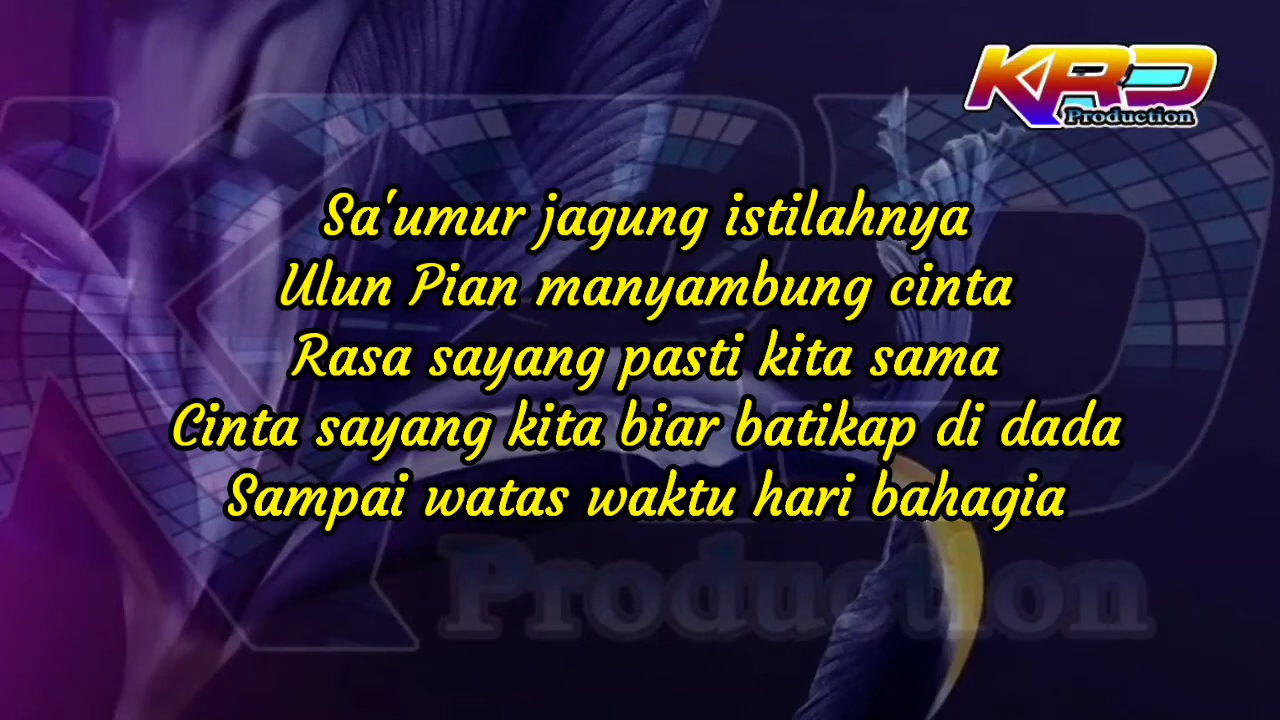 KRD
Production
Sa'umur jagung istilahnya
Ulun Pian manyambung cinta
Rasa sayang pasti kita sama
Cinta sayang kita biar batikap di dada
Sampai watas waktu hari bahagia
KRD
Production